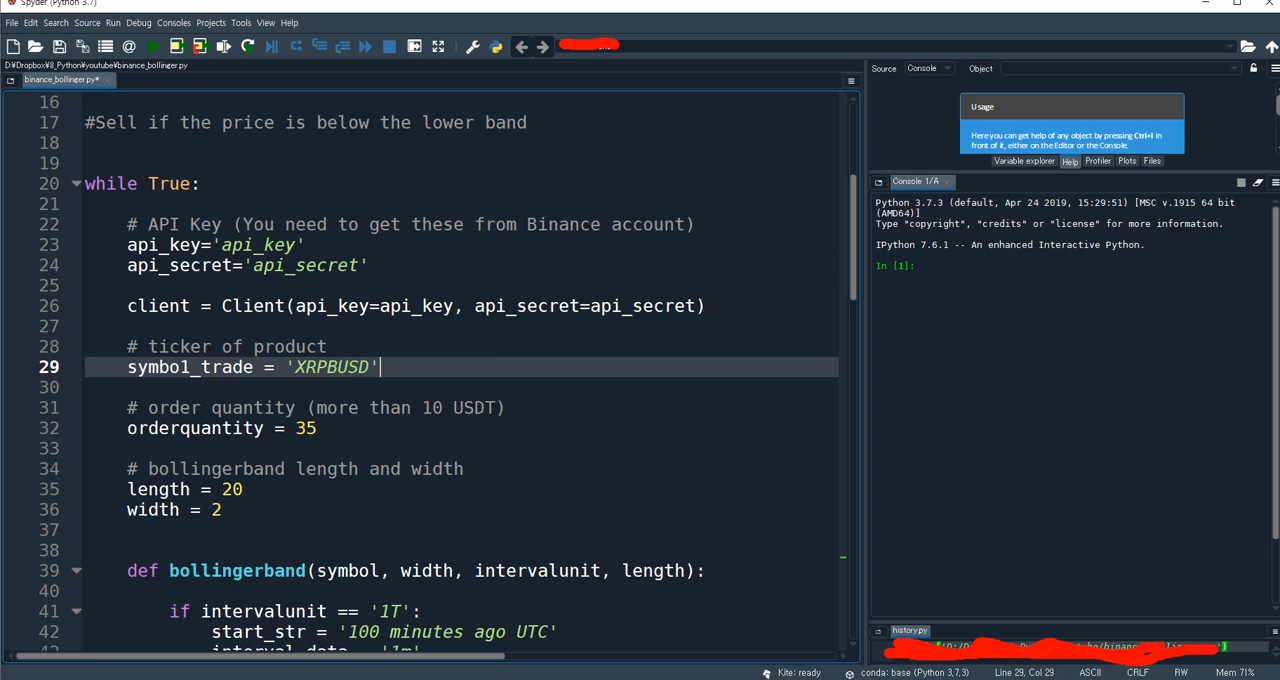 Spyder (Python 3.7)
File Edit Search Source Run Debug Consoles Projects Tools View Help
D:¥Dropbox¥8_Python¥youtube¥binance_bollinger.py
binance_bollinger.py*
16
17 #Sell if the price is below the lower band
18
19
20 while True:
21
22 # API Key (You need to get these from Binance account)
23 api_key='api_key'
24 api_secret='api_secret'
25
26 client = Client(api_key=api_key, api_secret=api_secret)
27
28 # ticker of product
29 symbol_trade = 'XRPBUSD'
30
31 # order quantity (more than 10 USDT)
32 orderquantity = 35
33
34 # bollingerband length and width
35 length = 20
36 width = 2
37
38
39 def bollingerband(symbol, width, intervalunit, length):
40
41 if intervalunit == '1T':
42 start_str = '100 minutes ago UTC'
43 interval_data = '1m'
Source Console Object
Usage
Here you can get help of any object by pressing Ctrl+I in
front of it, either on the Editor or the Console.
Variable explorer Help Profiler Plots Files
Console 1/A
Python 3.7.3 (default, Apr 24 2019, 15:29:51) [MSC v.1915 64 bit
(AMD64)]
Type "copyright", "credits" or "license" for more information.
IPython 7.6.1 -- An enhanced Interactive Python.
In [1]:
history.py
Kite: ready conda: base (Python 3.7.3) Line 29, Col 29 ASCII CRLF RW Mem 71%